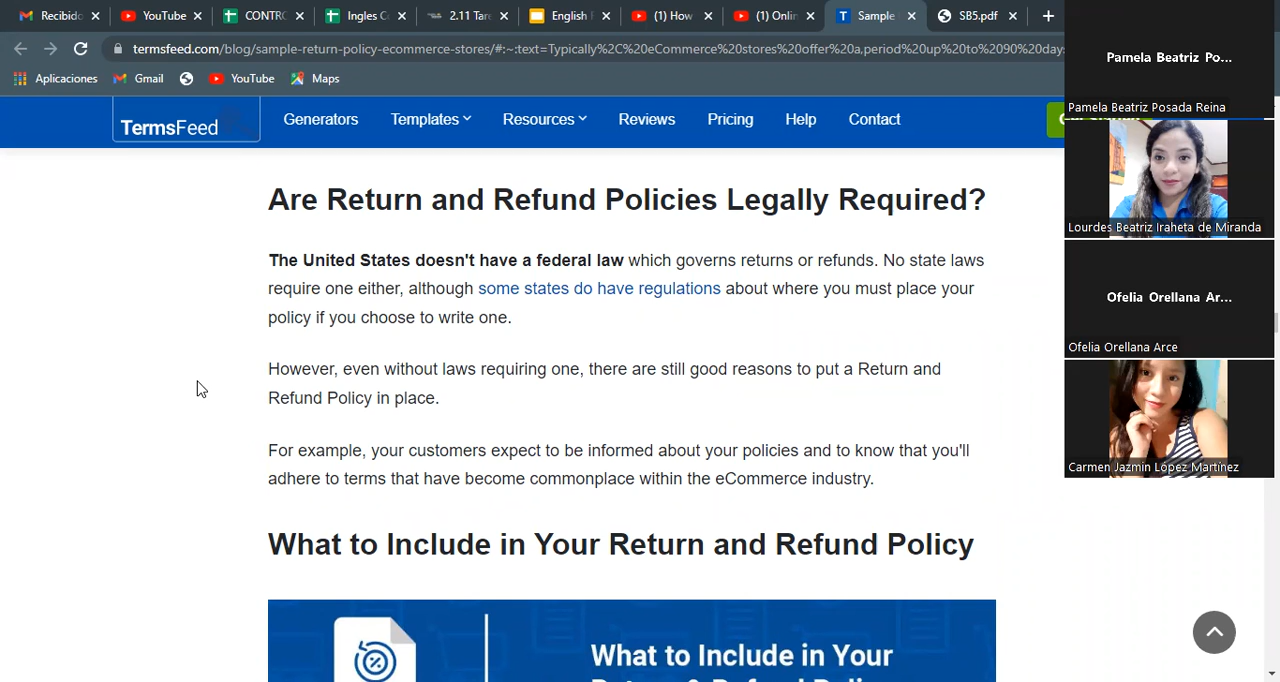 Recibido
YouTube
CONTRO
Ingles C
2.11 Tare
English F
(1) How
(1) Onlin
Sample
SB5.pdf
termsfeed.com/blog/sample-return-policy-ecommerce-stores/#:~:text=Typically%2C%20eCommerce%20stores%20offer%20a,period%20up%20to%2090%20days
Aplicaciones
Gmail
YouTube
Maps
TermsFeed
Generators
Templates
Resources
Reviews
Pricing
Help
Contact
Are Return and Refund Policies Legally Required?
The United States doesn't have a federal law which governs returns or refunds. No state laws
require one either, although some states do have regulations about where you must place your
policy if you choose to write one.
However, even without laws requiring one, there are still good reasons to put a Return and
Refund Policy in place.
For example, your customers expect to be informed about your policies and to know that you'll
adhere to terms that have become commonplace within the eCommerce industry.
What to Include in Your Return and Refund Policy
What to Include in Your
Pamela Beatriz Po...
Pamela Beatriz Posada Reina
Lourdes Beatriz Iraheta de Miranda
Ofelia Orellana Ar...
Ofelia Orellana Arce
Carmen Jazmin López Martínez